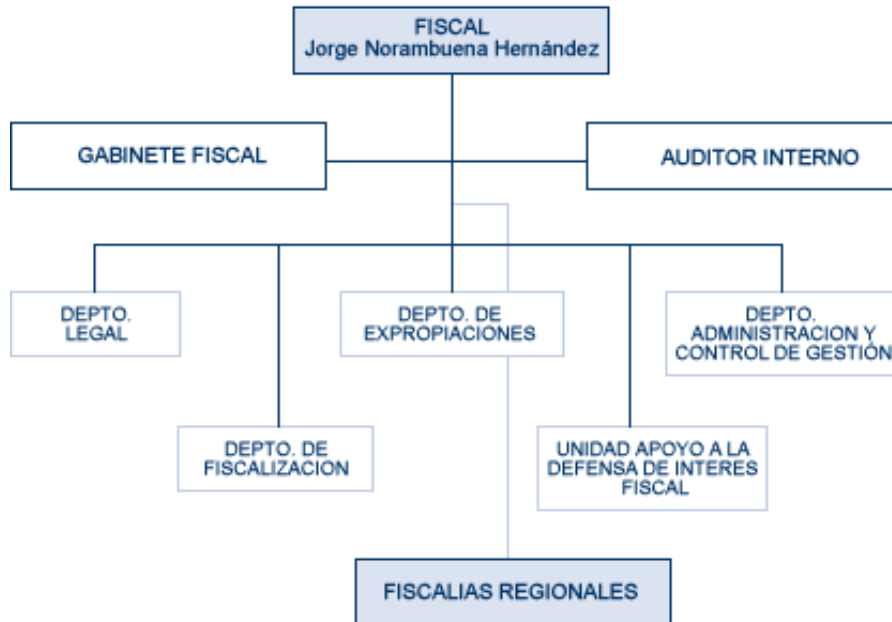 FISCAL
Jorge Norambuena Hernández
GABINETE FISCAL
AUDITOR INTERNO
DEPTO.
LEGAL
DEPTO. DE
EXPROPIACIONES
DEPTO.
ADMINISTRACION Y
CONTROL DE GESTIÓN
DEPTO. DE
FISCALIZACION
UNIDAD APOYO A LA
DEFENSA DE INTERES
FISCAL
FISCALIAS REGIONALES